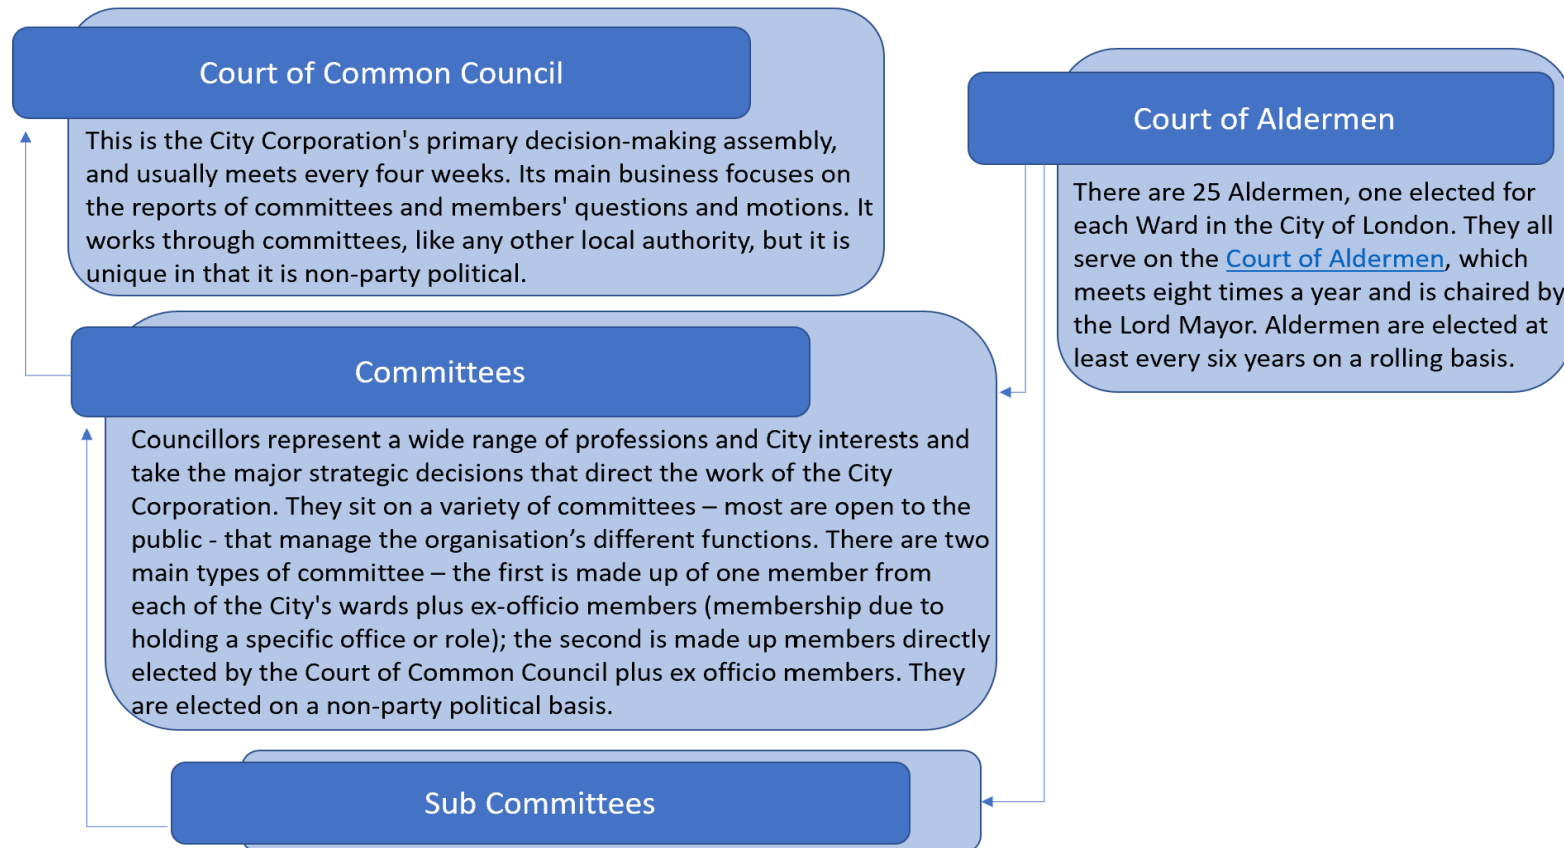 Court of Common Council
This is the City Corporation's primary decision-making assembly,
and usually meets every four weeks. Its main business focuses on
the reports of committees and members' questions and motions. It
works through committees, like any other local authority, but it is
unique in that it is non-party political.
Court of Aldermen
There are 25 Aldermen, one elected for
each Ward in the City of London. They all
serve on the Court of Aldermen, which
meets eight times a year and is chaired by
the Lord Mayor. Aldermen are elected at
least every six years on a rolling basis.
Committees
Councillors represent a wide range of professions and City interests and
take the major strategic decisions that direct the work of the City
Corporation. They sit on a variety of committees – most are open to the
public - that manage the organisation’s different functions. There are two
main types of committee – the first is made up of one member from
each of the City's wards plus ex-officio members (membership due to
holding a specific office or role); the second is made up members directly
elected by the Court of Common Council plus ex officio members. They
are elected on a non-party political basis.
Sub Committees